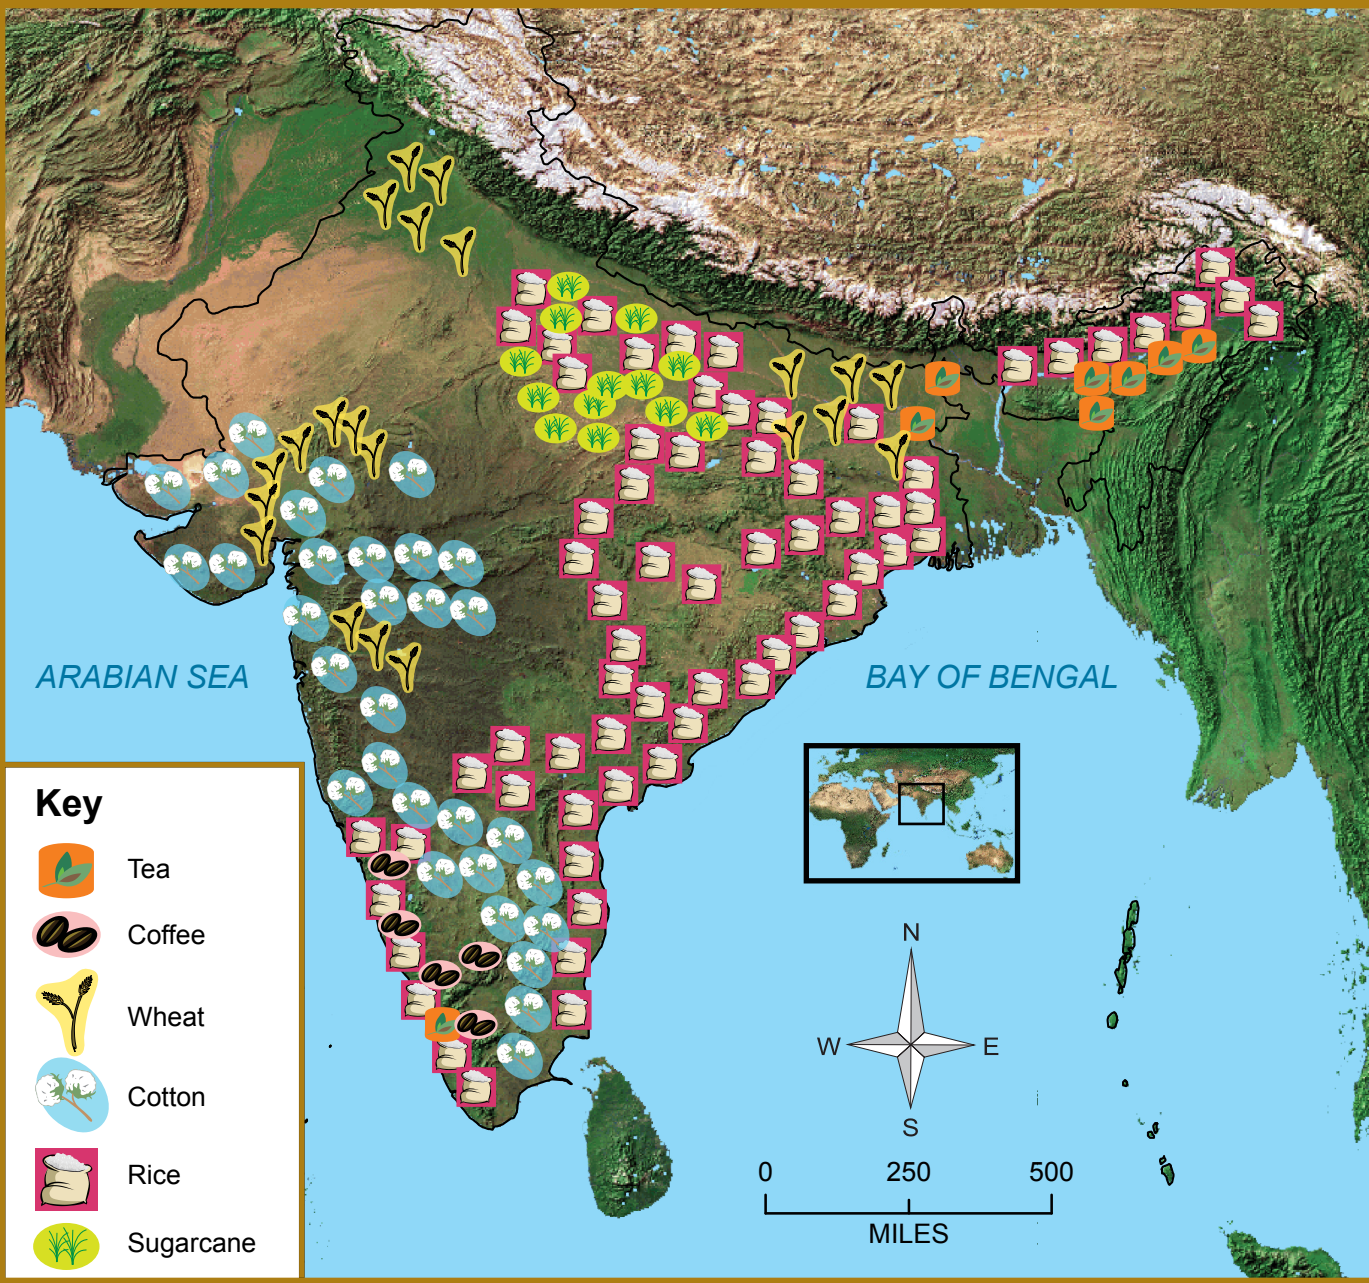 ARABIAN SEA
BAY OF BENGAL
Key
Tea
Coffee
Wheat
Cotton
Rice
Sugarcane
N
W E
S
0 250 500
MILES